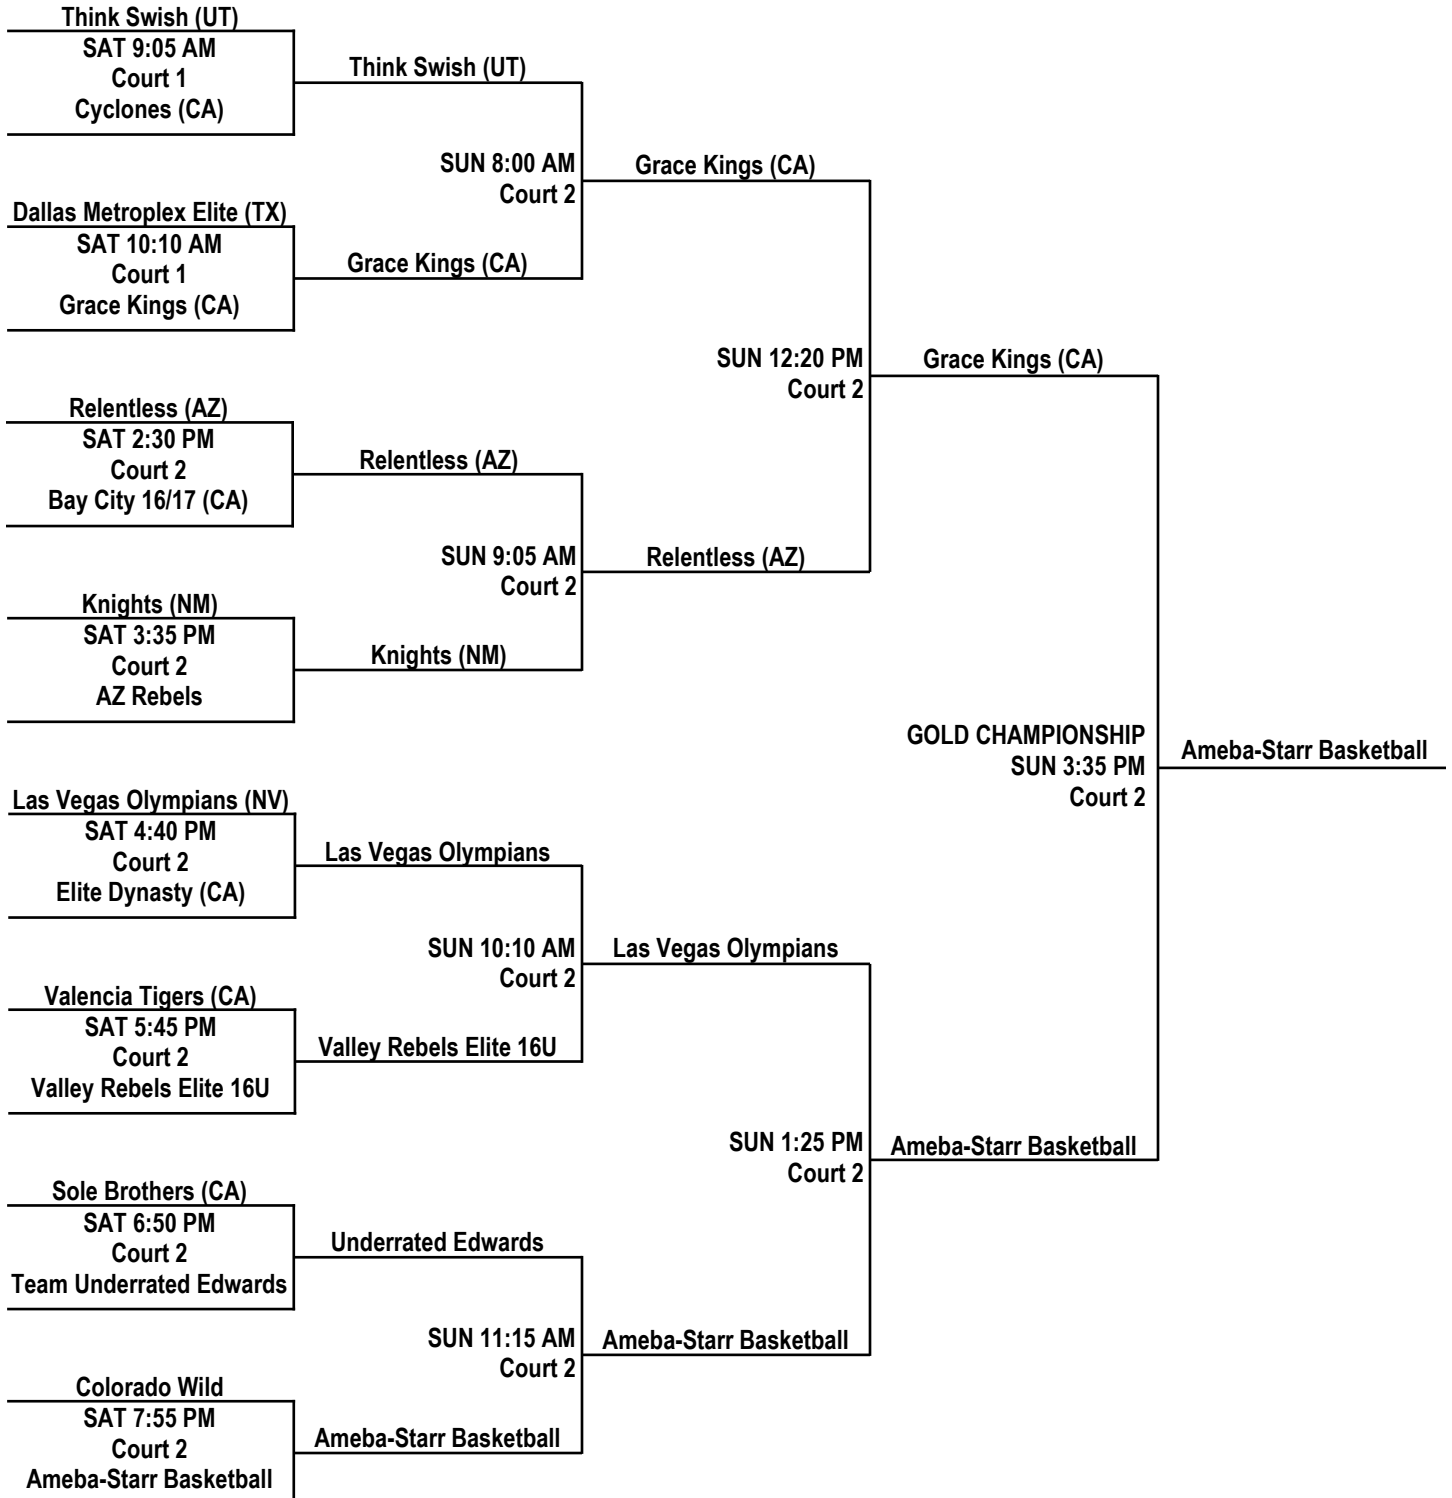 Think Swish (UT)
SAT 9:05 AM
Court 1
Cyclones (CA)
Dallas Metroplex Elite (TX)
SAT 10:10 AM
Court 1
Grace Kings (CA)
Relentless (AZ)
SAT 2:30 PM
Court 2
Bay City 16/17 (CA)
Knights (NM)
SAT 3:35 PM
Court 2
AZ Rebels
Las Vegas Olympians (NV)
SAT 4:40 PM
Court 2
Elite Dynasty (CA)
Valencia Tigers (CA)
SAT 5:45 PM
Court 2
Valley Rebels Elite 16U
Sole Brothers (CA)
SAT 6:50 PM
Court 2
Team Underrated Edwards
Colorado Wild
SAT 7:55 PM
Court 2
Ameba-Starr Basketball
Think Swish (UT)
SUN 8:00 AM
Court 2
Grace Kings (CA)
Relentless (AZ)
SUN 9:05 AM
Court 2
Knights (NM)
Las Vegas Olympians
SUN 10:10 AM
Court 2
Valley Rebels Elite 16U
Underrated Edwards
SUN 11:15 AM
Court 2
Ameba-Starr Basketball
Grace Kings (CA)
SUN 12:20 PM
Court 2
Relentless (AZ)
Las Vegas Olympians
SUN 1:25 PM
Court 2
Ameba-Starr Basketball
Grace Kings (CA)
GOLD CHAMPIONSHIP
SUN 3:35 PM
Court 2
Ameba-Starr Basketball
Ameba-Starr Basketball